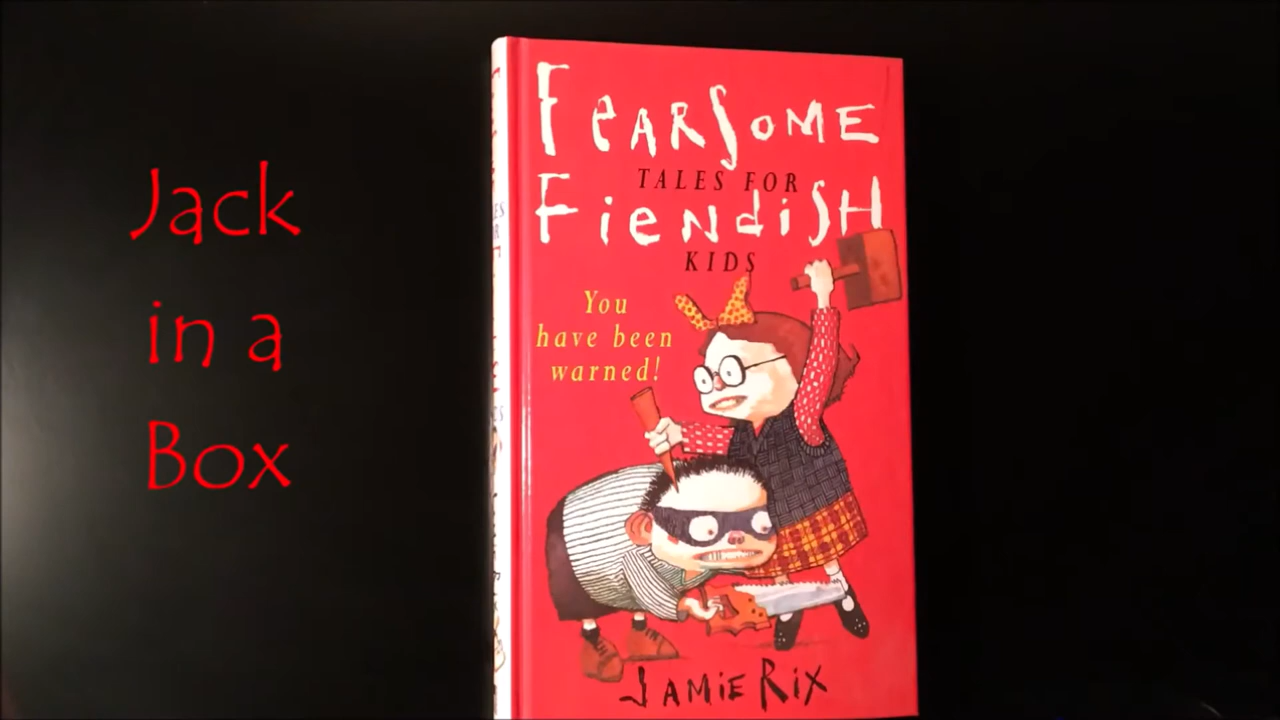 Jack
in a
Box
FeARSOME
TALES FOR
FieNdiSH
KIDS
You
have been
warned!
JAMiE RiX